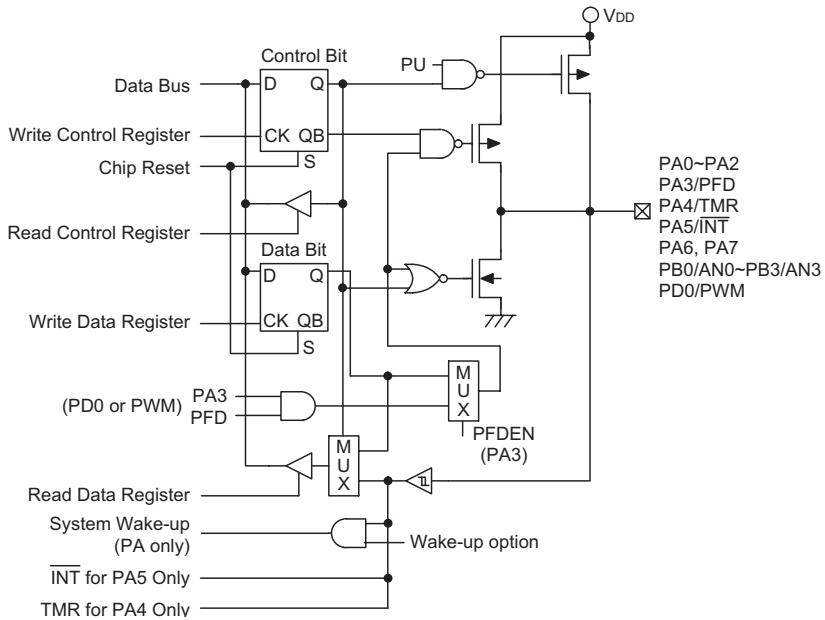 VDD
Control Bit
PU
Data Bus
D
Q
Write Control Register
CK
QB
Chip Reset
S
Read Control Register
PA0~PA2
PA3/PFD
PA4/TMR
PA5/INT
PA6, PA7
PB0/AN0~PB3/AN3
PD0/PWM
Data Bit
D
Q
Write Data Register
CK
QB
S
(PD0 or PWM)
PA3
PFD
M
U
X
PFDEN
(PA3)
M
U
X
Read Data Register
System Wake-up
(PA only)
Wake-up option
INT for PA5 Only
TMR for PA4 Only